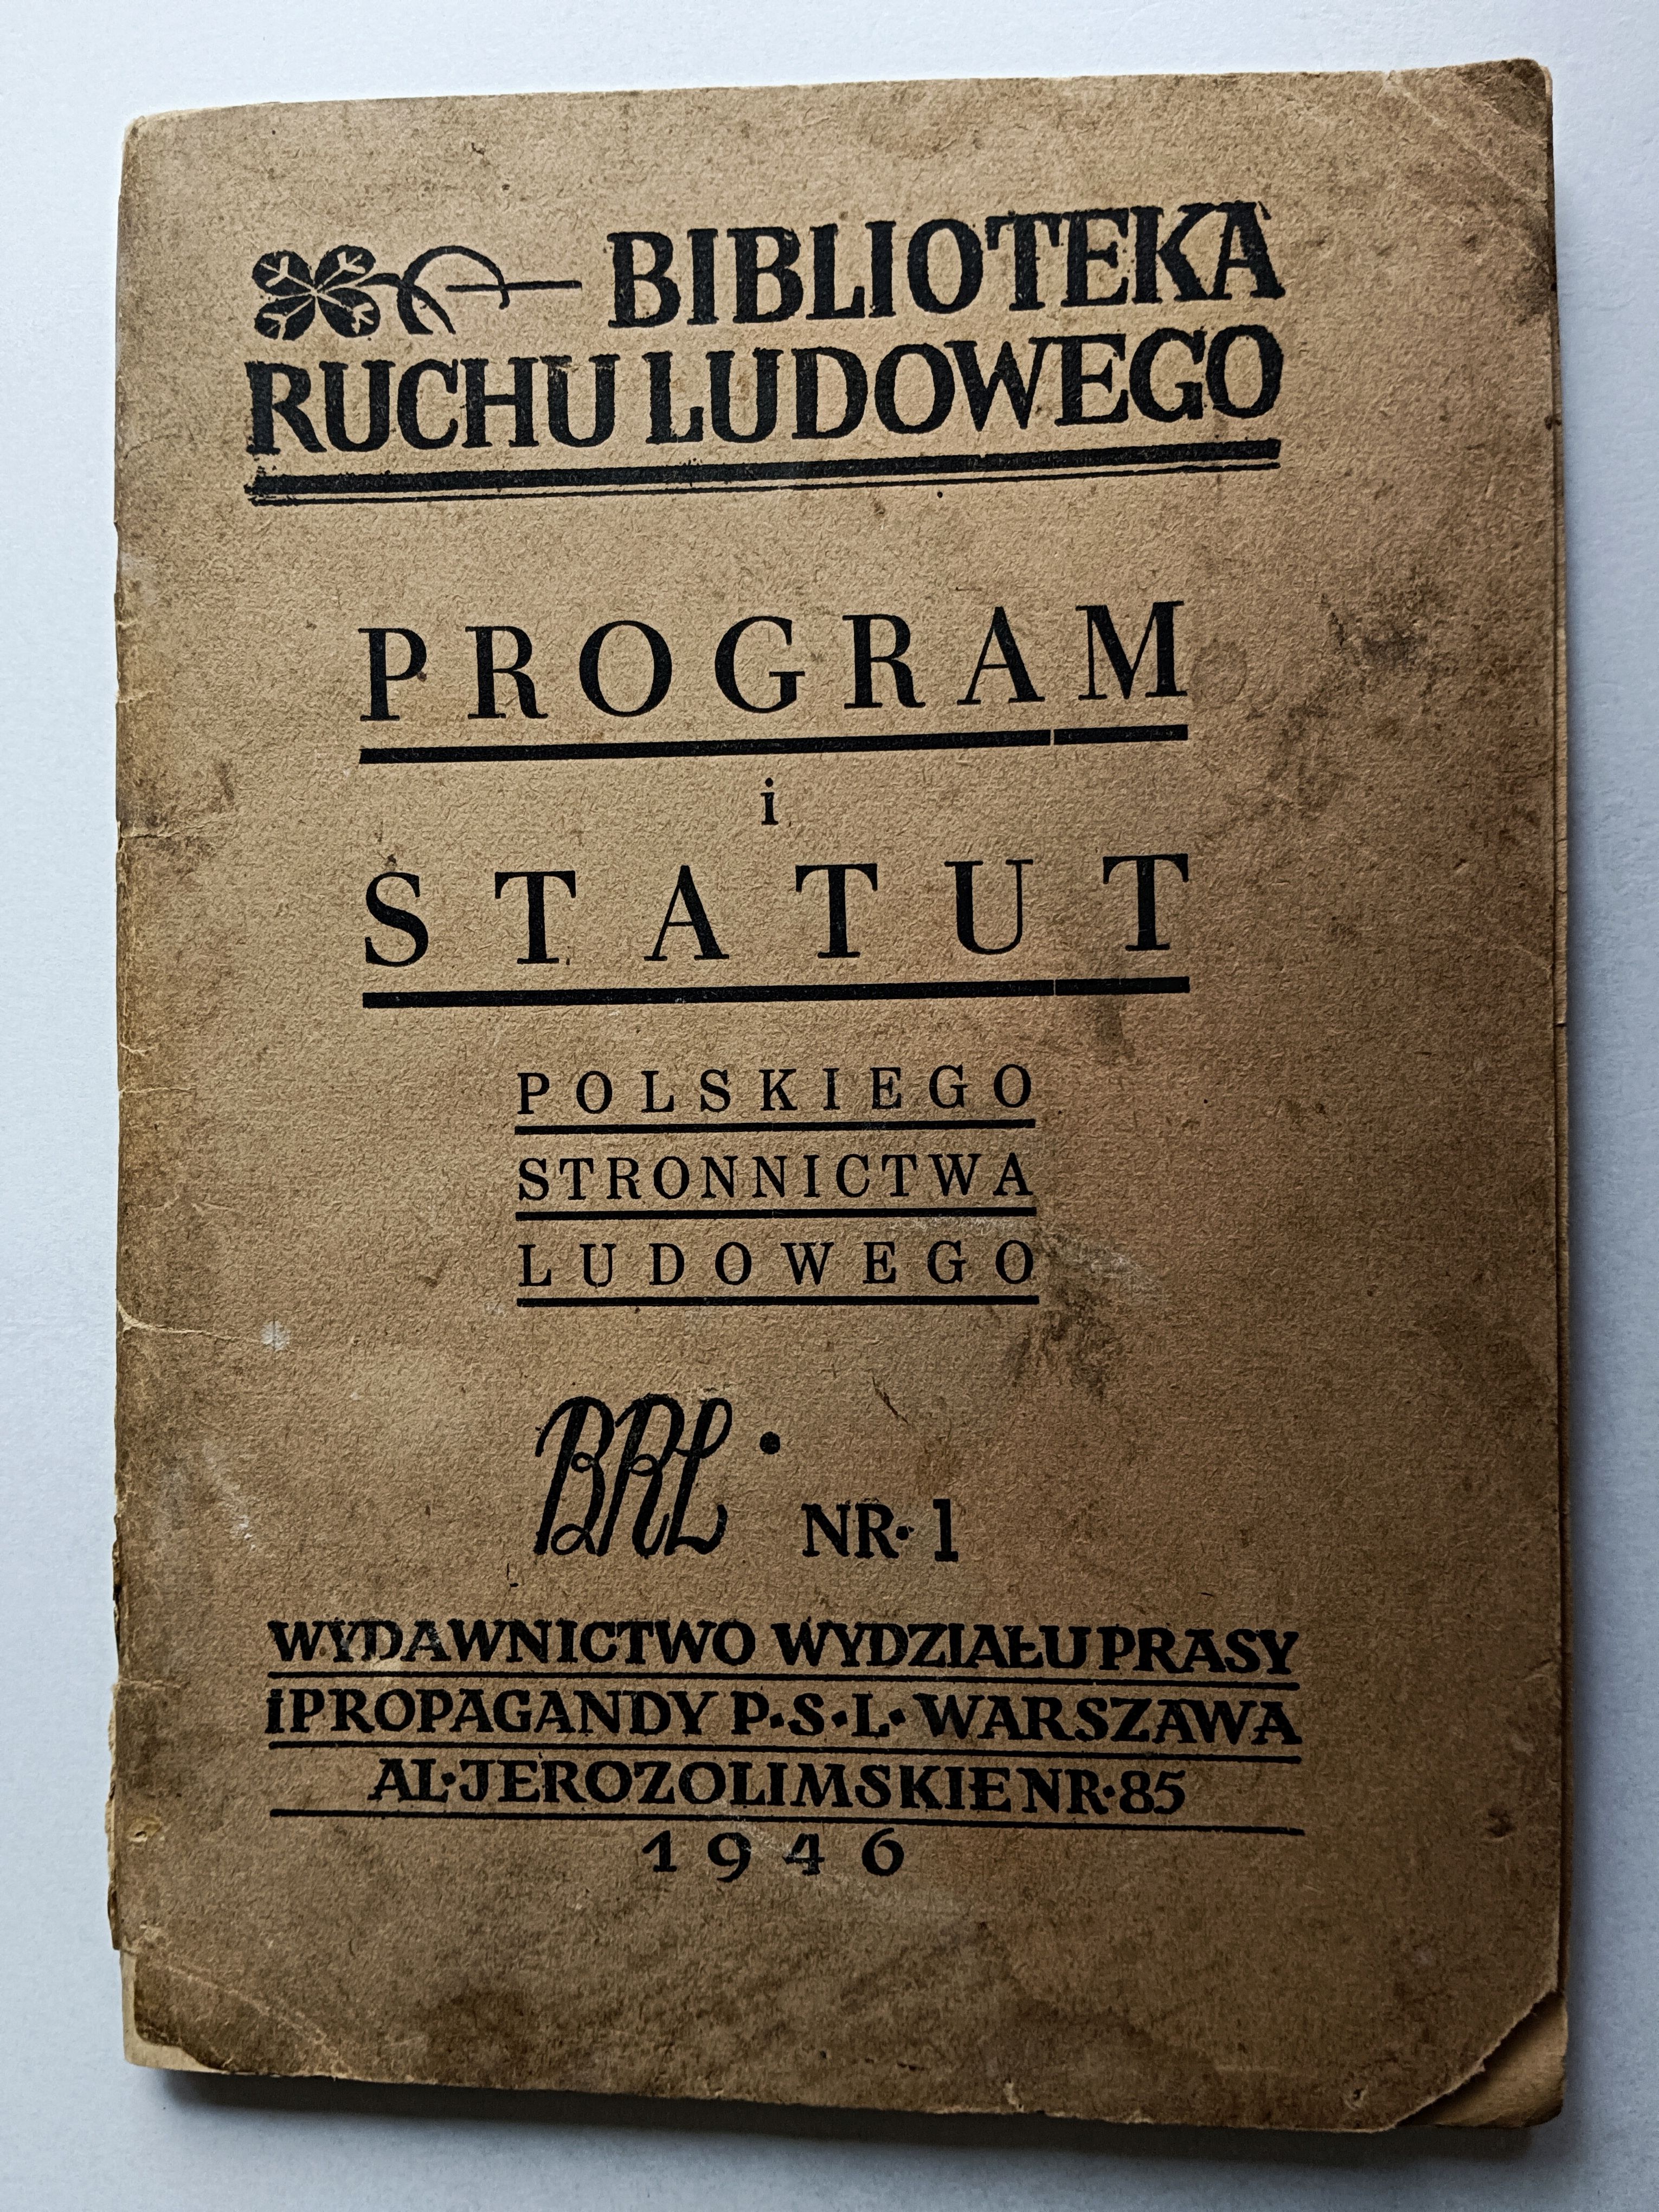 BIBLIOTEKA
RUCHU LUDOWEGO
PROGRAM
i
STATUT
POLSKIEGO
STRONNICTWA
LUDOWEGO
BRL· NR·1
WYDAWNICTWO WYDZIAŁU PRASY
i PROPAGANDY P·S·L·WARSZAWA
AL·JEROZOLIMSKIE NR·85
1946